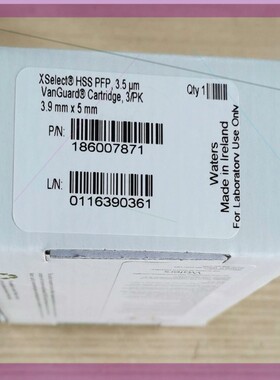 XSelect® HSS PFP, 3.5 µm
VanGuard® Cartridge, 3/PK
3.9 mm x 5 mm
Qty 1
P/N:
186007871
L/N:
0116390361
Waters
Made in Ireland
For Laboratory Use Only